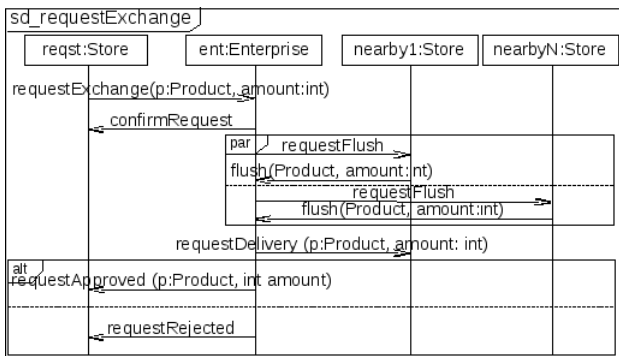 sd_requestExchange
reqst:Store ent:Enterprise nearby1:Store nearbyN:Store
requestExchange(p:Product, amount:int)
confirmRequest
par requestFlush
flush(Product, amount:int)
requestFlush
flush(Product, amount:int)
requestDelivery (p:Product, amount: int)
alt
requestApproved (p:Product, int amount)
requestRejected